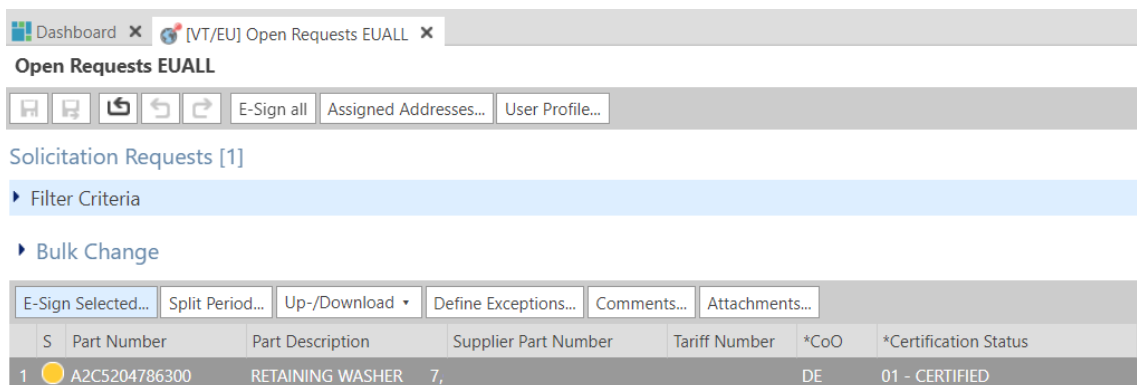 Dashboard
[VT/EU] Open Requests EUALL
Open Requests EUALL
E-Sign all Assigned Addresses... User Profile...
Solicitation Requests [1]
Filter Criteria
Bulk Change
E-Sign Selected... Split Period... Up-/Download Define Exceptions... Comments... Attachments...
S Part Number Part Description Supplier Part Number Tariff Number *CoO *Certification Status
1 A2C5204786300 RETAINING WASHER 7, DE 01 - CERTIFIED